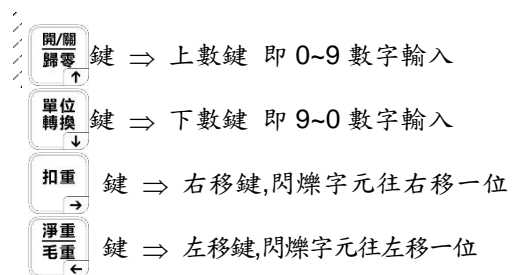 開/關
歸零 ↑ 鍵 ⇒ 上數鍵 即 0~9 數字輸入
單位
轉換 ↓ 鍵 ⇒ 下數鍵 即 9~0 數字輸入
扣重 → 鍵 ⇒ 右移鍵,閃爍字元往右移一位
淨重
毛重 ← 鍵 ⇒ 左移鍵,閃爍字元往左移一位